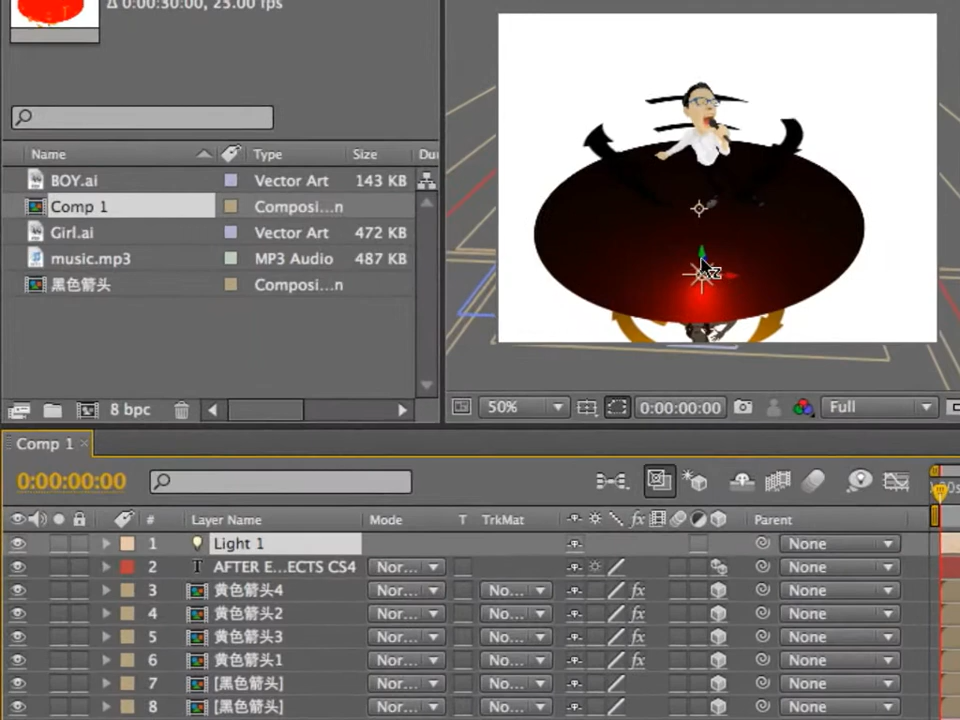 Δ 0:00:30:00, 25.00 fps
Name Type Size Du
BOY.ai Vector Art 143 KB
Comp 1 Composi...n
Girl.ai Vector Art 472 KB
music.mp3 MP3 Audio 487 KB
黑色箭头 Composi...n
8 bpc
50% 0:00:00:00 Full
Comp 1
0:00:00:00
# Layer Name Mode T TrkMat fx Parent
1 Light 1 None
2 T AFTER E...ECTS CS4 Nor... None
3 黄色箭头4 Nor... No... fx None
4 黄色箭头2 Nor... No... fx None
5 黄色箭头3 Nor... No... fx None
6 黄色箭头1 Nor... No... fx None
7 [黑色箭头] Nor... No... None
8 [黑色箭头] Nor... No... None